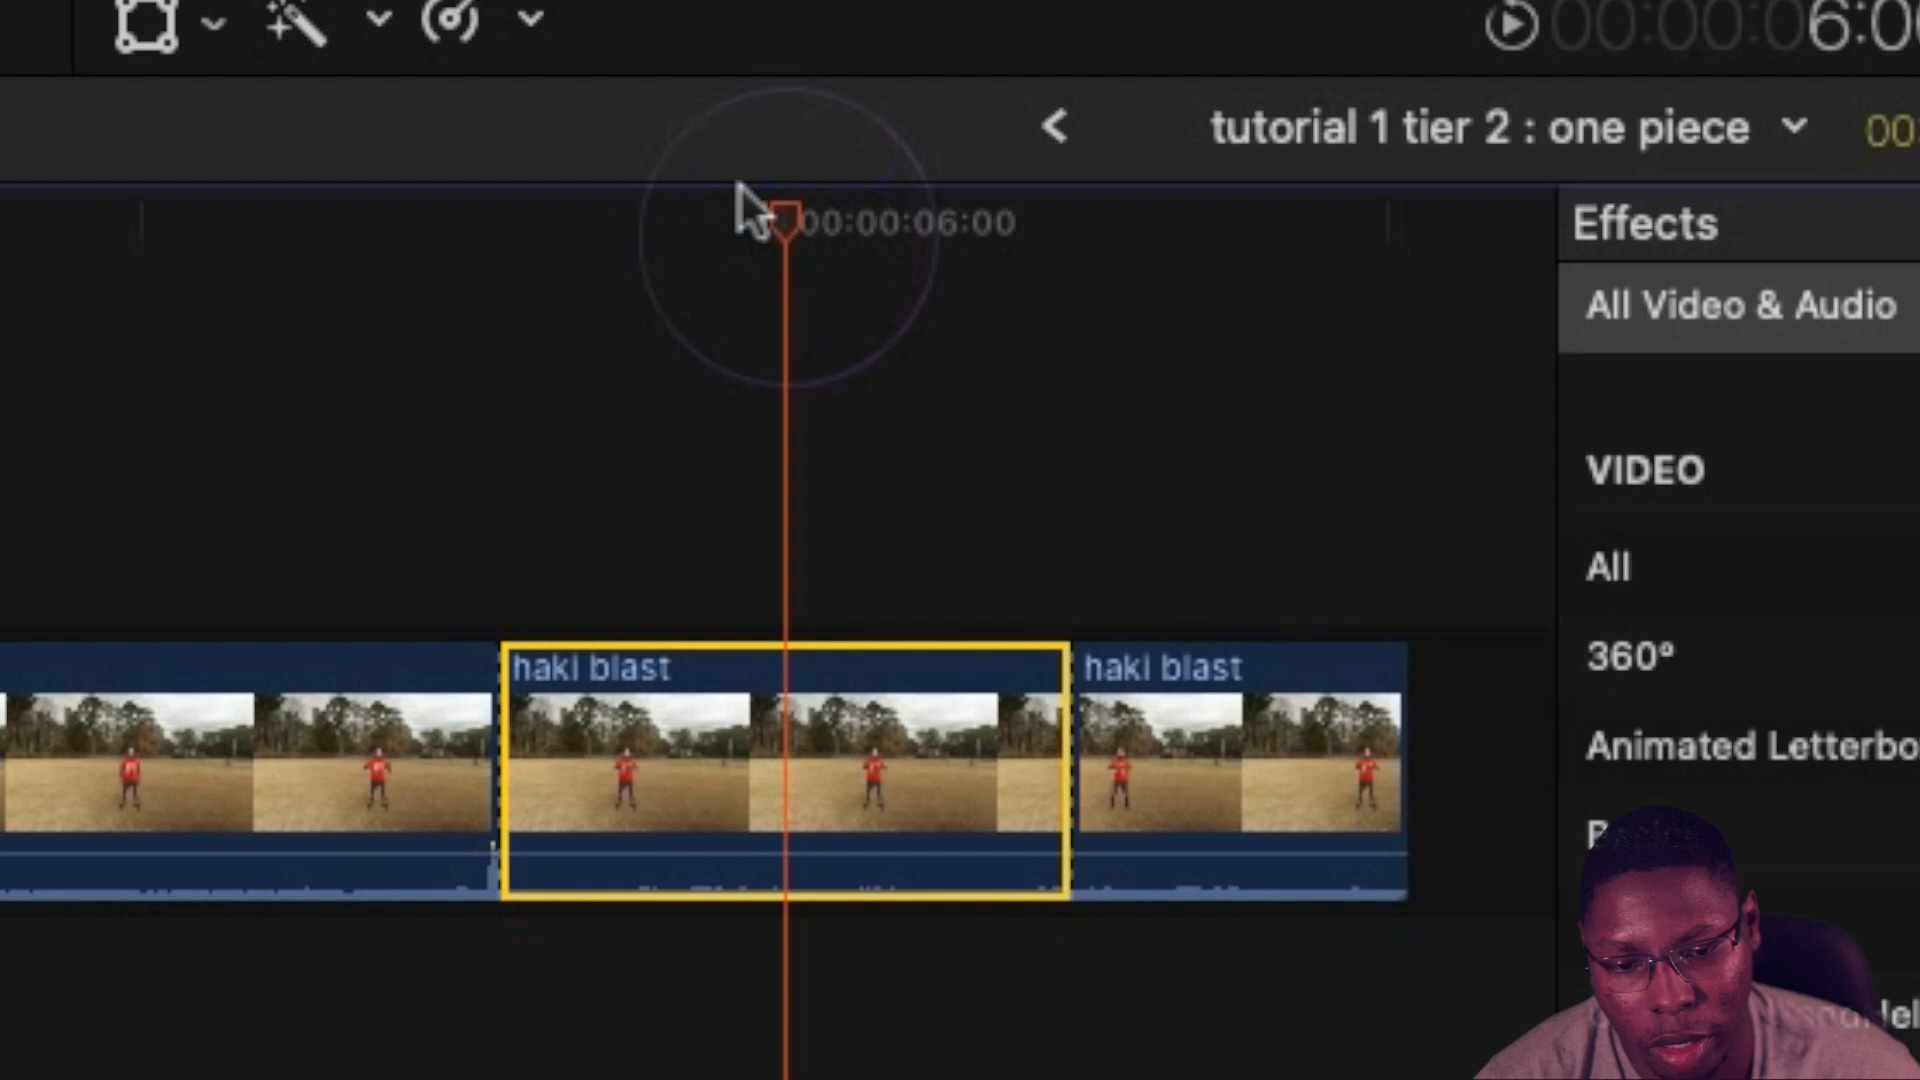 00:00:06:0
tutorial 1 tier 2 : one piece
00
00:00:06:00
Effects
All Video & Audio
VIDEO
All
360°
Animated Letterbo
haki blast
haki blast